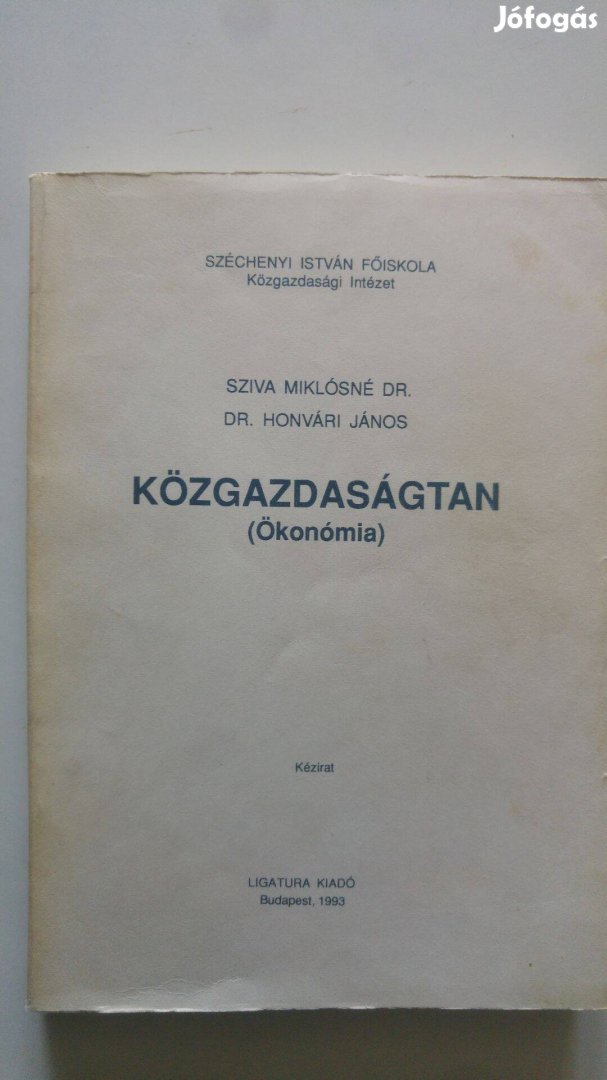 Jófogás
SZÉCHENYI ISTVÁN FŐISKOLA
Közgazdasági Intézet
SZIVA MIKLÓSNÉ DR.
DR. HONVÁRI JÁNOS
KÖZGAZDASÁGTAN
(Ökonómia)
Kézirat
LIGATURA KIADÓ
Budapest, 1993